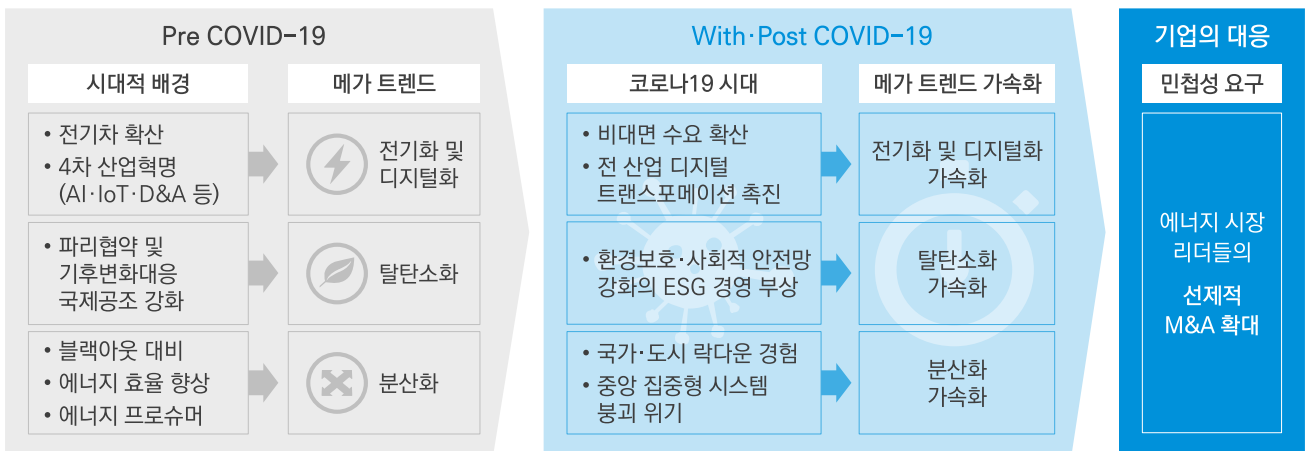 Pre COVID-19
시대적 배경
메가 트렌드
• 전기차 확산
• 4차 산업혁명
(AI·IoT·D&A 등)
전기화 및
디지털화
• 파리협약 및
기후변화대응
국제공조 강화
탈탄소화
• 블랙아웃 대비
• 에너지 효율 향상
• 에너지 프로슈머
분산화
With·Post COVID-19
코로나19 시대
메가 트렌드 가속화
• 비대면 수요 확산
• 전 산업 디지털
트랜스포메이션 촉진
전기화 및 디지털화
가속화
• 환경보호·사회적 안전망
강화의 ESG 경영 부상
탈탄소화
가속화
• 국가·도시 락다운 경험
• 중앙 집중형 시스템
붕괴 위기
분산화
가속화
기업의 대응
민첩성 요구
에너지 시장
리더들의
선제적
M&A 확대